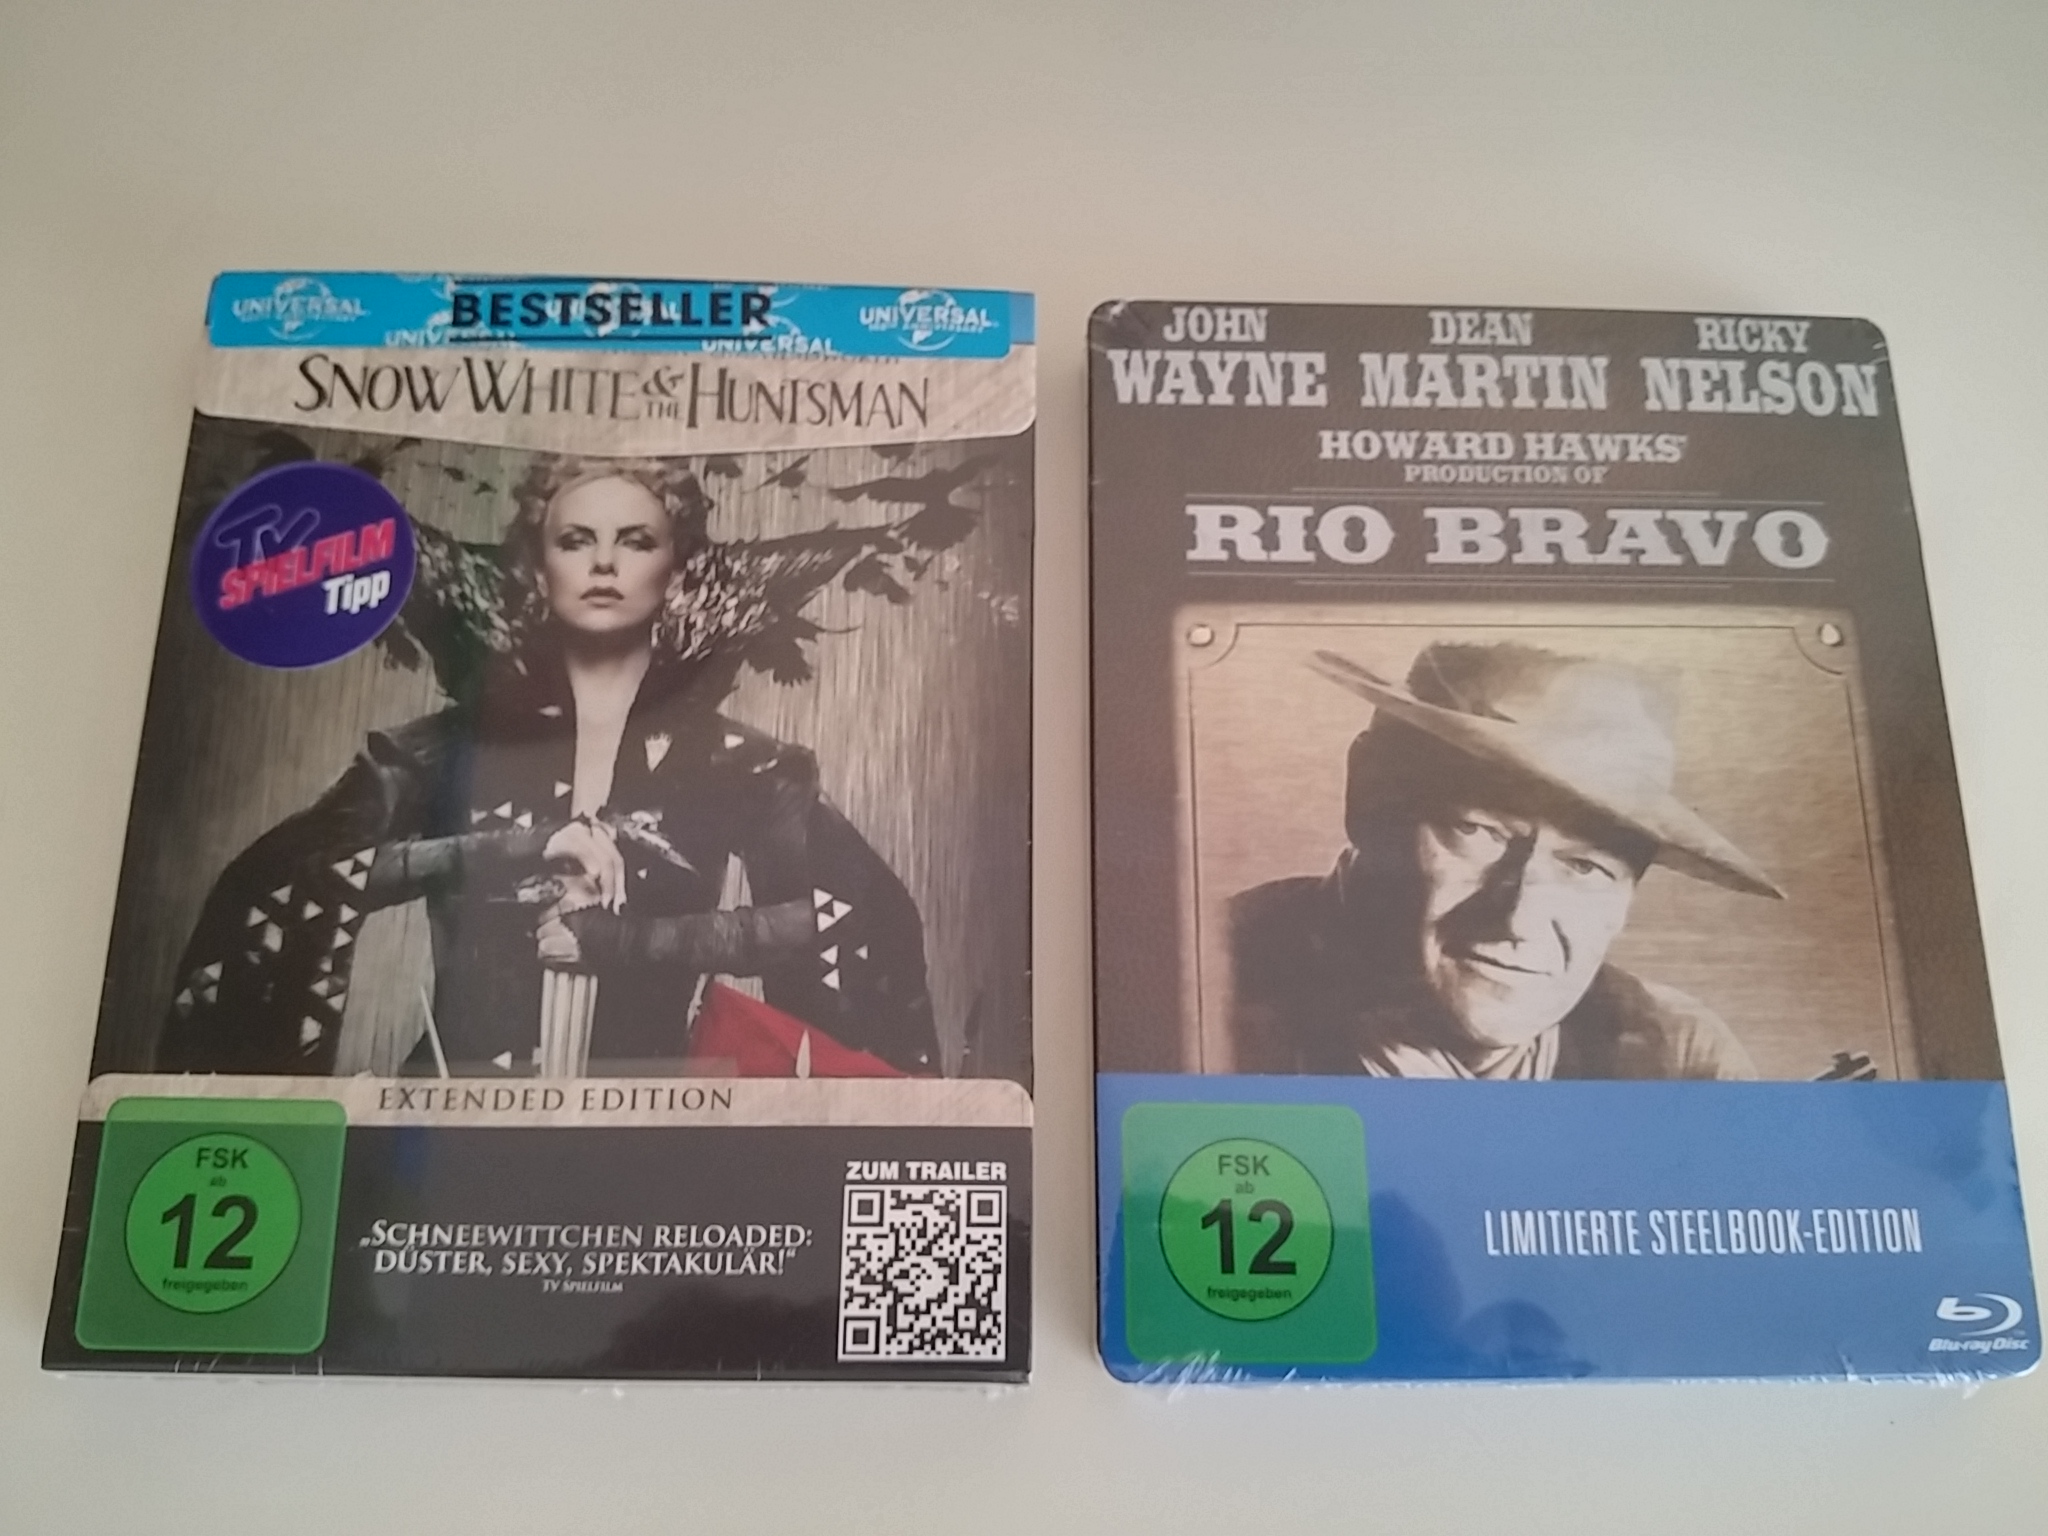 UNIVERSAL
BESTSELLER
UNIVERSAL
UNIVERSAL
UNIVERSAL
SNOW WHITE & THE HUNTSMAN
TV
SPIELFILM
Tipp
EXTENDED EDITION
FSK
ab
12
freigegeben
„SCHNEEWITTCHEN RELOADED:
DÜSTER, SEXY, SPEKTAKULÄR!“
TV SPIELFILM
ZUM TRAILER
JOHN WAYNE
DEAN MARTIN
RICKY NELSON
HOWARD HAWKS'
PRODUCTION OF
RIO BRAVO
FSK
ab
12
freigegeben
LIMITIERTE STEELBOOK-EDITION
Blu-ray Disc